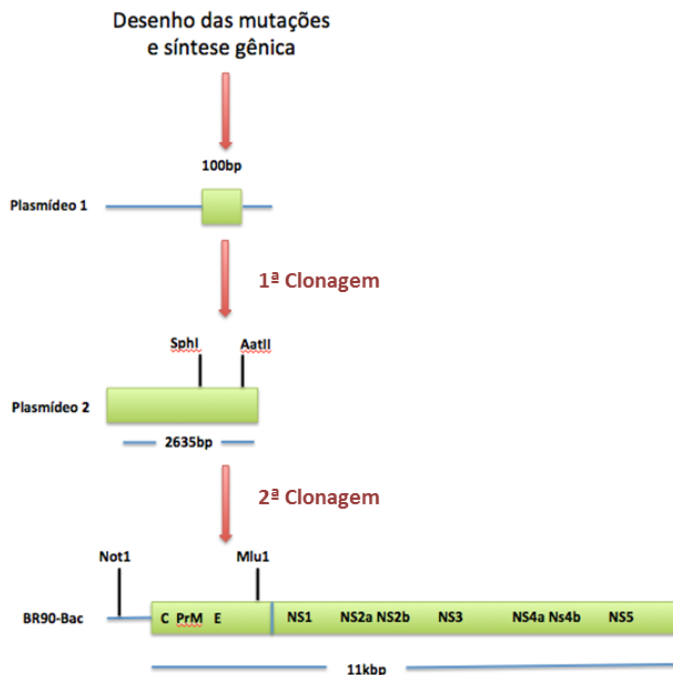 Desenho das mutações
e síntese gênica
100bp
Plasmídeo 1
1ª Clonagem
SphI AatII
Plasmídeo 2
2635bp
2ª Clonagem
Not1 Mlu1
BR90-Bac C PrM E NS1 NS2a NS2b NS3 NS4a Ns4b NS5
11kbp